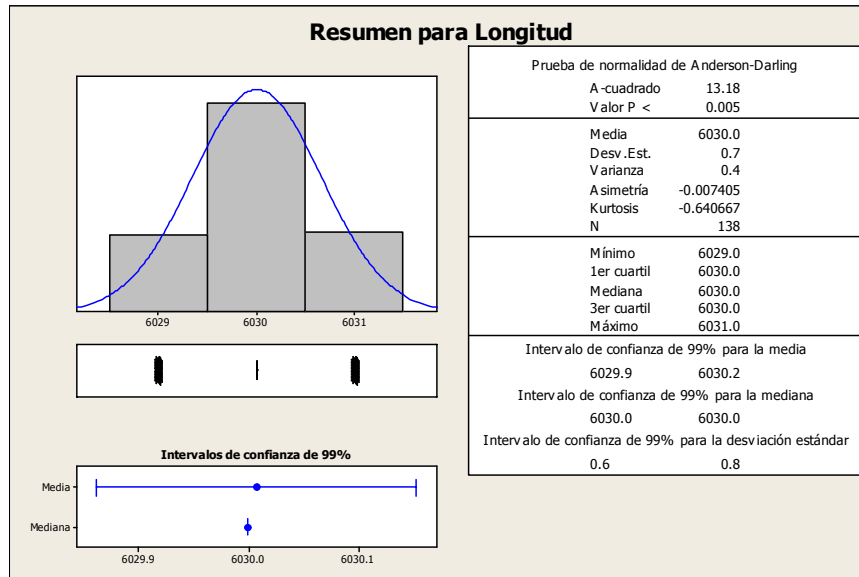 Resumen para Longitud
6029 6030 6031
Intervalos de confianza de 99%
Media
Mediana
6029.9 6030.0 6030.1
Prueba de normalidad de Anderson-Darling
A-cuadrado 13.18
Valor P < 0.005
Media 6030.0
Desv.Est. 0.7
Varianza 0.4
Asimetría -0.007405
Kurtosis -0.640667
N 138
Mínimo 6029.0
1er cuartil 6030.0
Mediana 6030.0
3er cuartil 6030.0
Máximo 6031.0
Intervalo de confianza de 99% para la media
6029.9 6030.2
Intervalo de confianza de 99% para la mediana
6030.0 6030.0
Intervalo de confianza de 99% para la desviación estándar
0.6 0.8